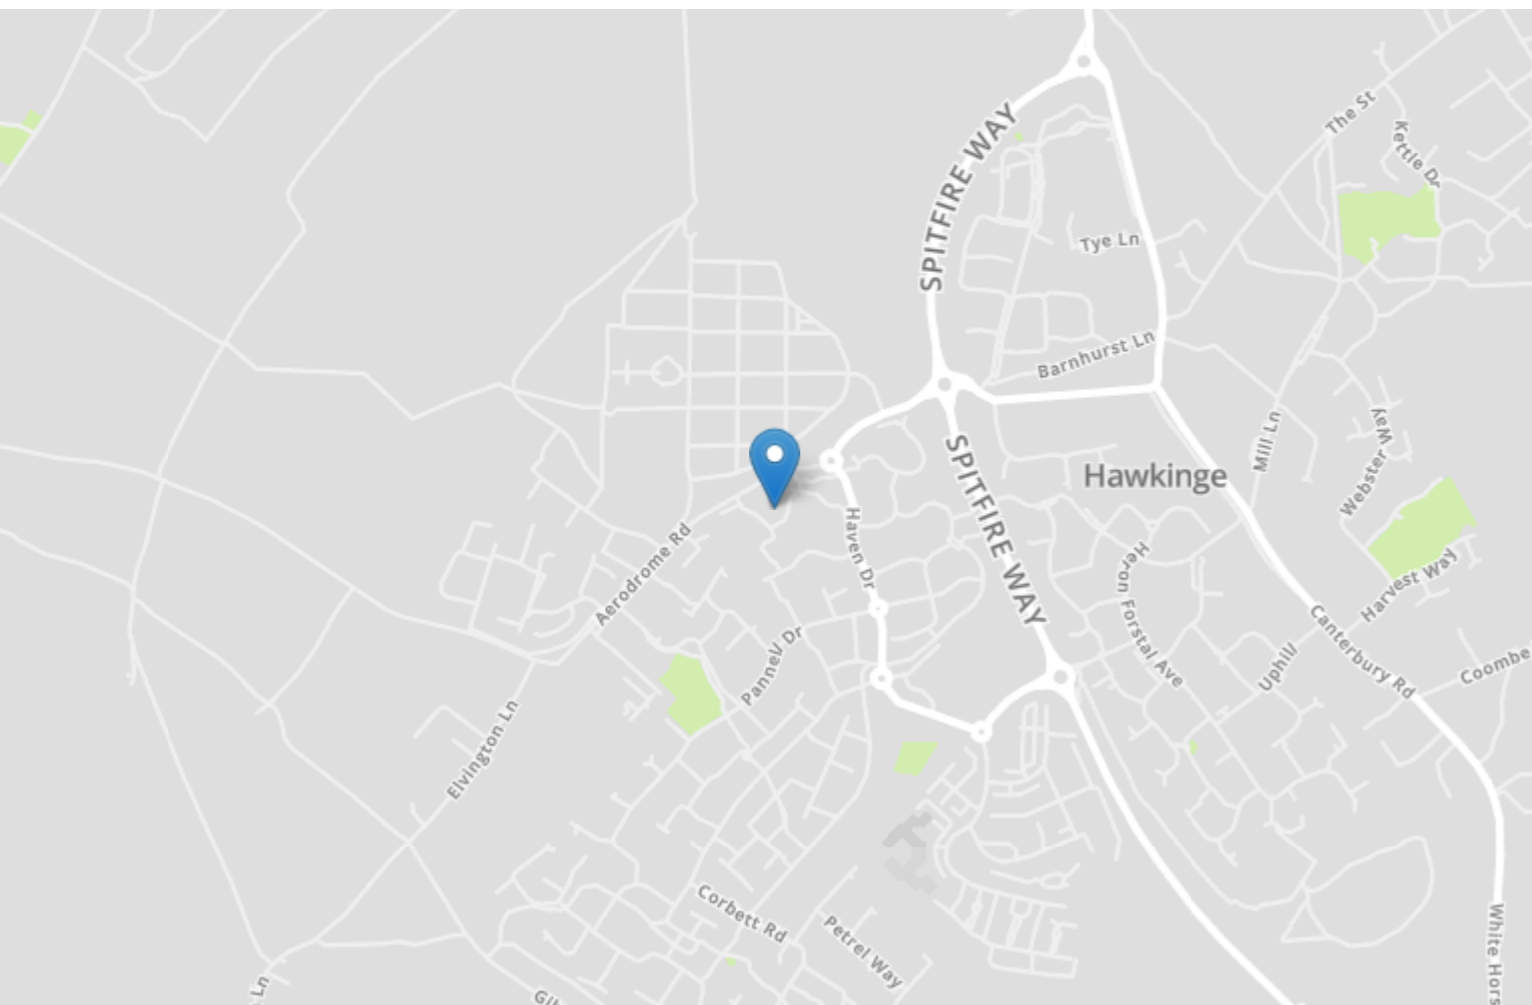 The St
Kettle Dr
SPITFIRE WAY
Tye Ln
Barnhurst Ln
Mill Ln
Webster Way
Hawkinge
SPITFIRE WAY
Haven Dr
Aerodrome Rd
Heron Forstal Ave
Harvest Way
Canterbury Rd
Uphill
Coombe
Pannell Dr
Elvington Ln
Corbett Rd
Petrel Way
White Hors
Ln